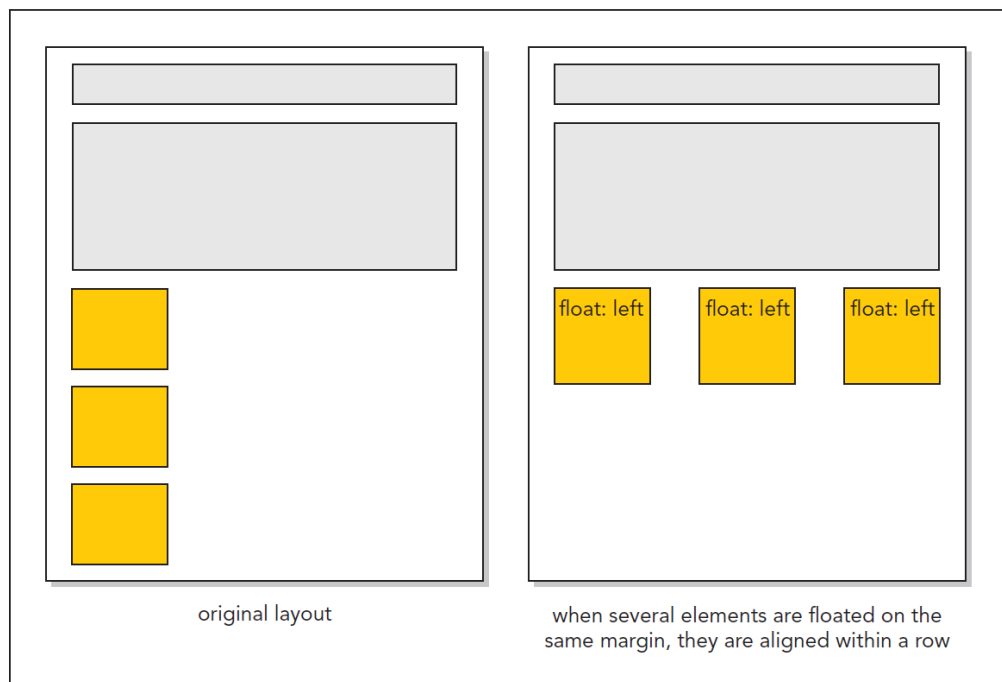 float: left
float: left
float: left
original layout
when several elements are floated on the
same margin, they are aligned within a row